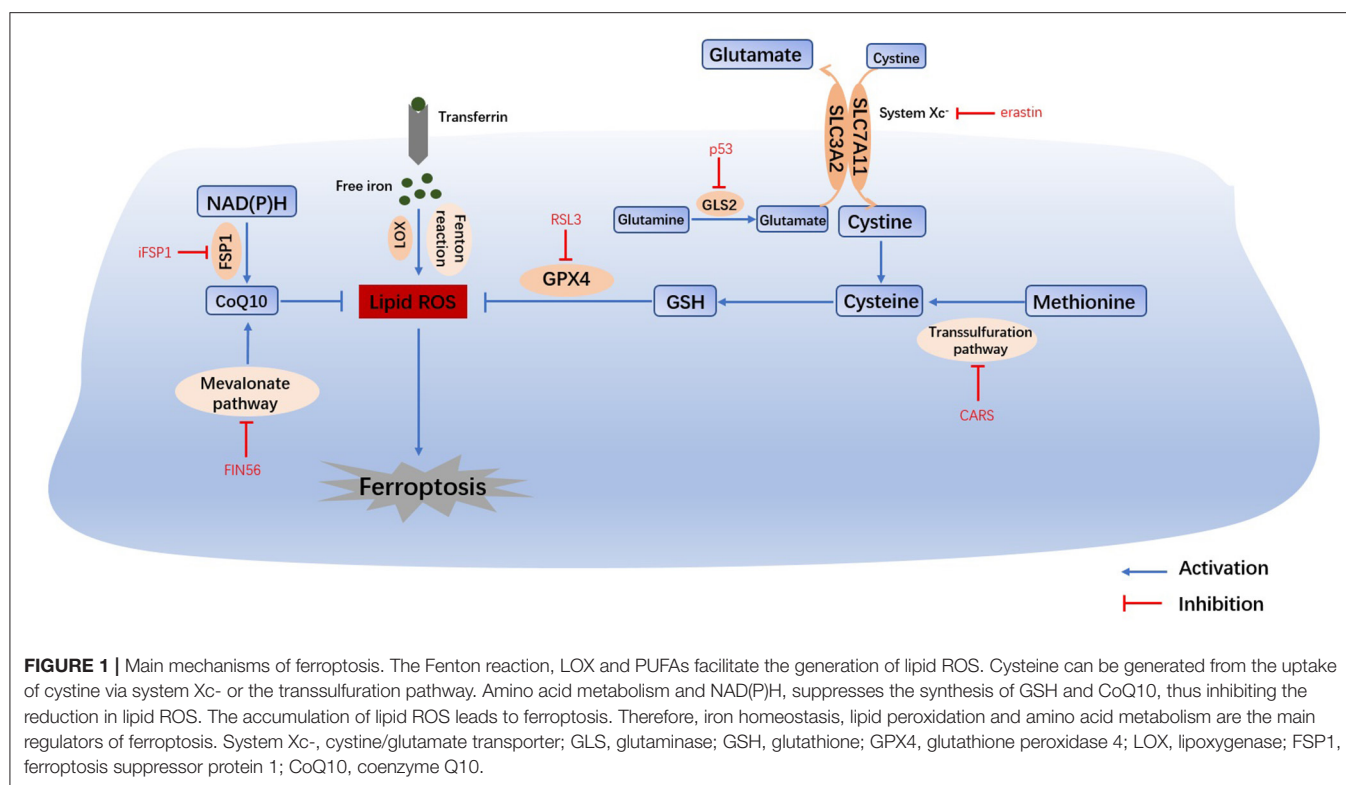 Glutamate
Cystine
SLC3A2
SLC7A11
System Xc-
erastin
Transferrin
p53
Free iron
NAD(P)H
GLS2
LOX
Fenton
reaction
RSL3
Glutamine
Glutamate
Cystine
iFSP1
FSP1
GPX4
CoQ10
Lipid ROS
GSH
Cysteine
Methionine
Transsulfuration
pathway
Mevalonate
pathway
CARS
FIN56
Ferroptosis
Activation
Inhibition
FIGURE 1 | Main mechanisms of ferroptosis. The Fenton reaction, LOX and PUFAs facilitate the generation of lipid ROS. Cysteine can be generated from the uptake
of cystine via system Xc- or the transsulfuration pathway. Amino acid metabolism and NAD(P)H, suppresses the synthesis of GSH and CoQ10, thus inhibiting the
reduction in lipid ROS. The accumulation of lipid ROS leads to ferroptosis. Therefore, iron homeostasis, lipid peroxidation and amino acid metabolism are the main
regulators of ferroptosis. System Xc-, cystine/glutamate transporter; GLS, glutaminase; GSH, glutathione; GPX4, glutathione peroxidase 4; LOX, lipoxygenase; FSP1,
ferroptosis suppressor protein 1; CoQ10, coenzyme Q10.